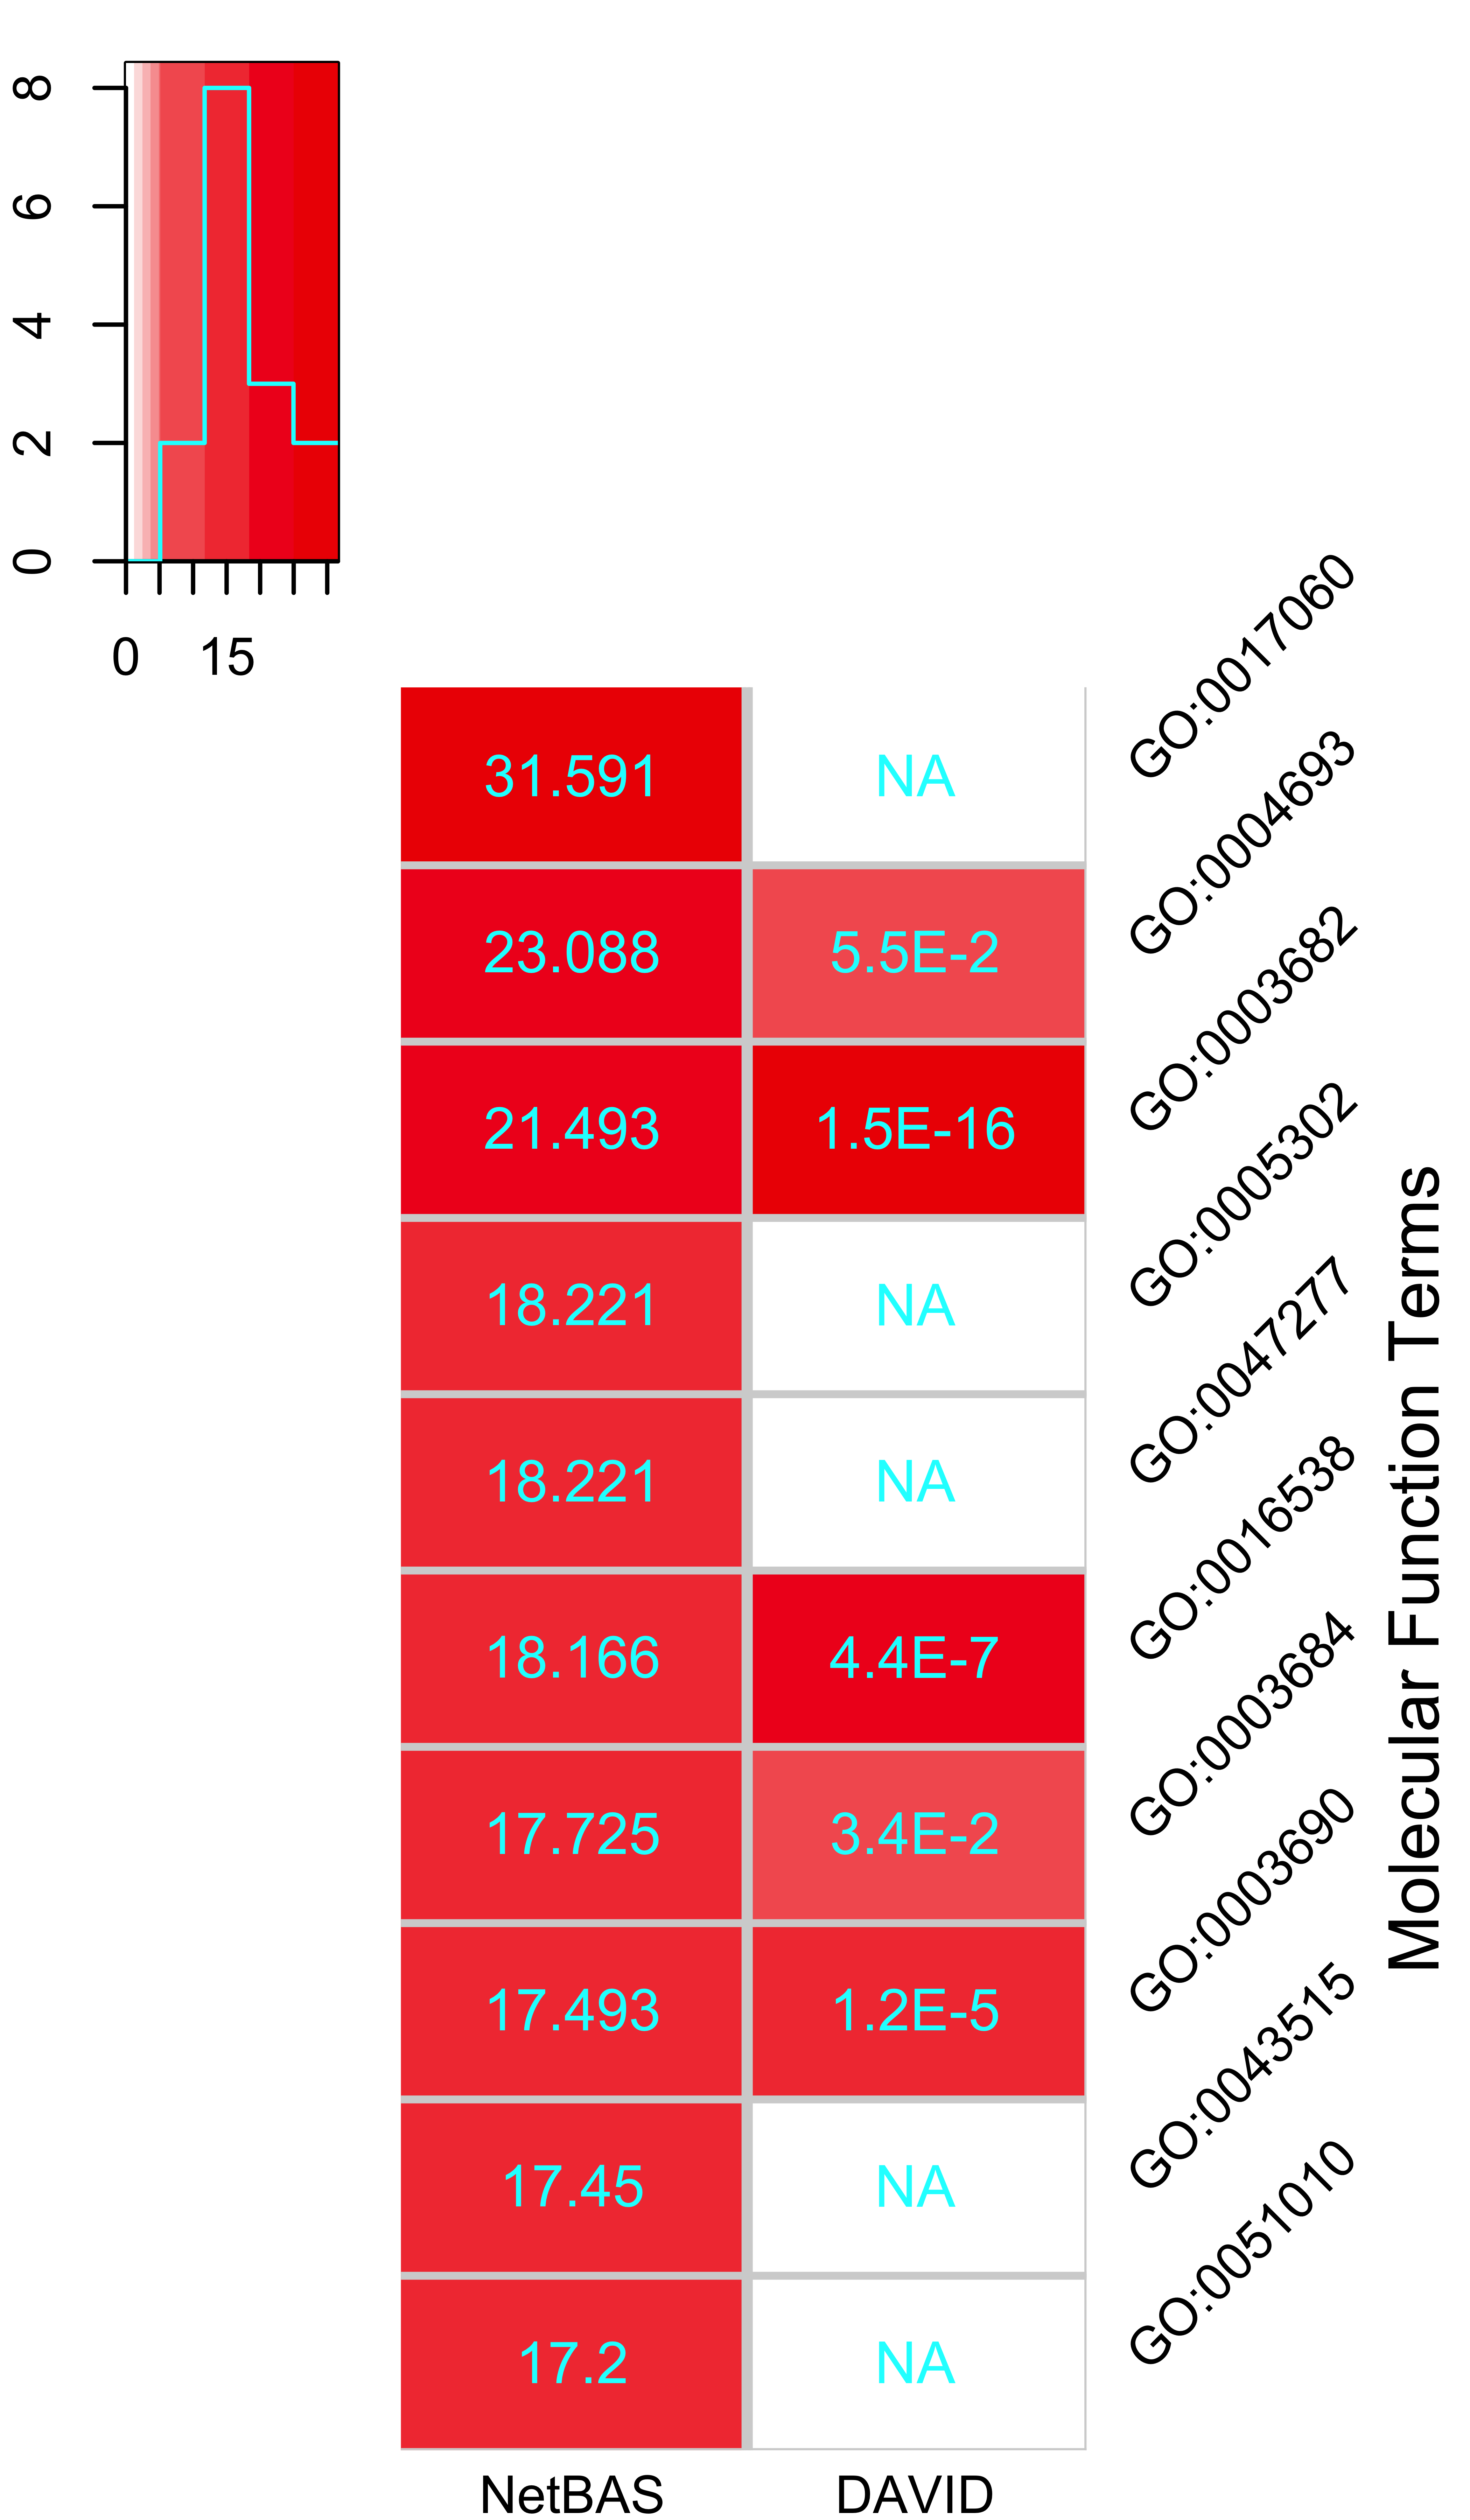 8
6
4
2
0
0 15
31.591 NA GO:0017060
23.088 5.5E-2 GO:0004693
21.493 1.5E-16 GO:0003682
18.221 NA GO:0005302
18.221 NA GO:0047277
18.166 4.4E-7 GO:0016538
17.725 3.4E-2 GO:0003684
17.493 1.2E-5 GO:0003690
17.45 NA GO:0043515
17.2 NA GO:0051010
Molecular Function Terms
NetBAS DAVID